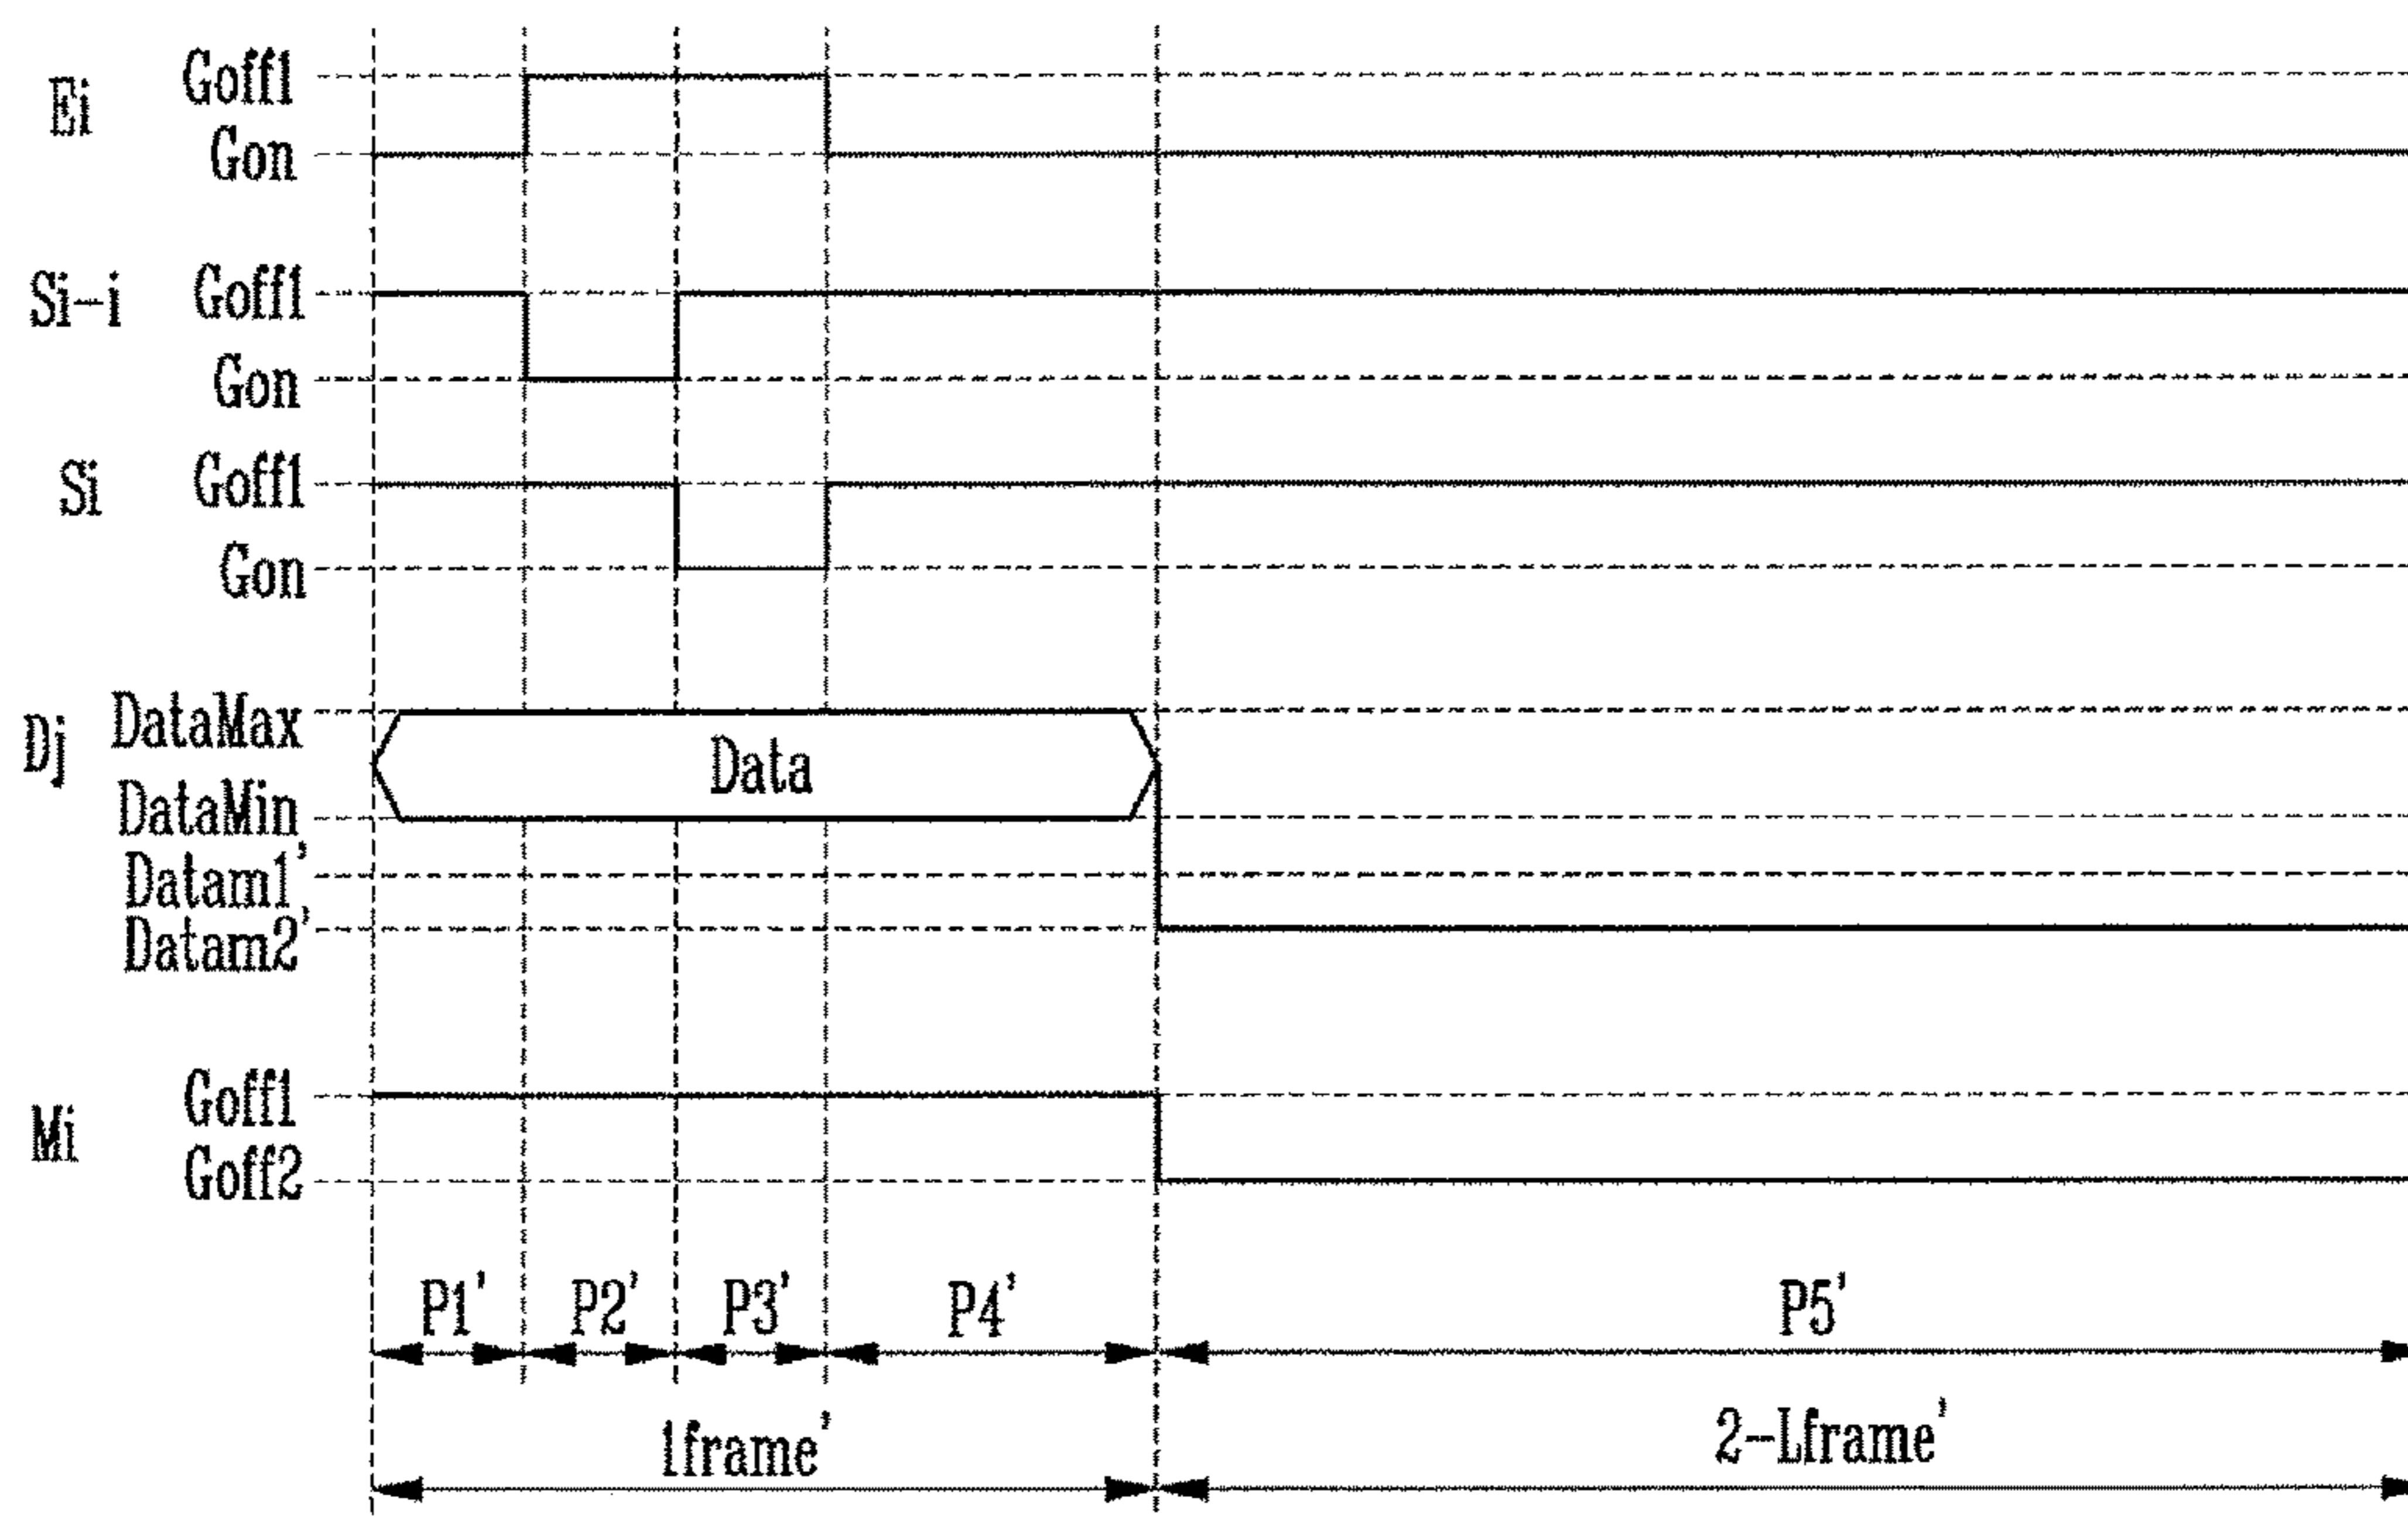 Ei Goff1
Gon
Si-i Goff1
Gon
Si Goff1
Gon
Dj DataMax
Data
DataMin
Datam1'
Datam2'
Mi Goff1
Goff2
P1' P2' P3' P4' P5'
1frame' 2-Lframe'